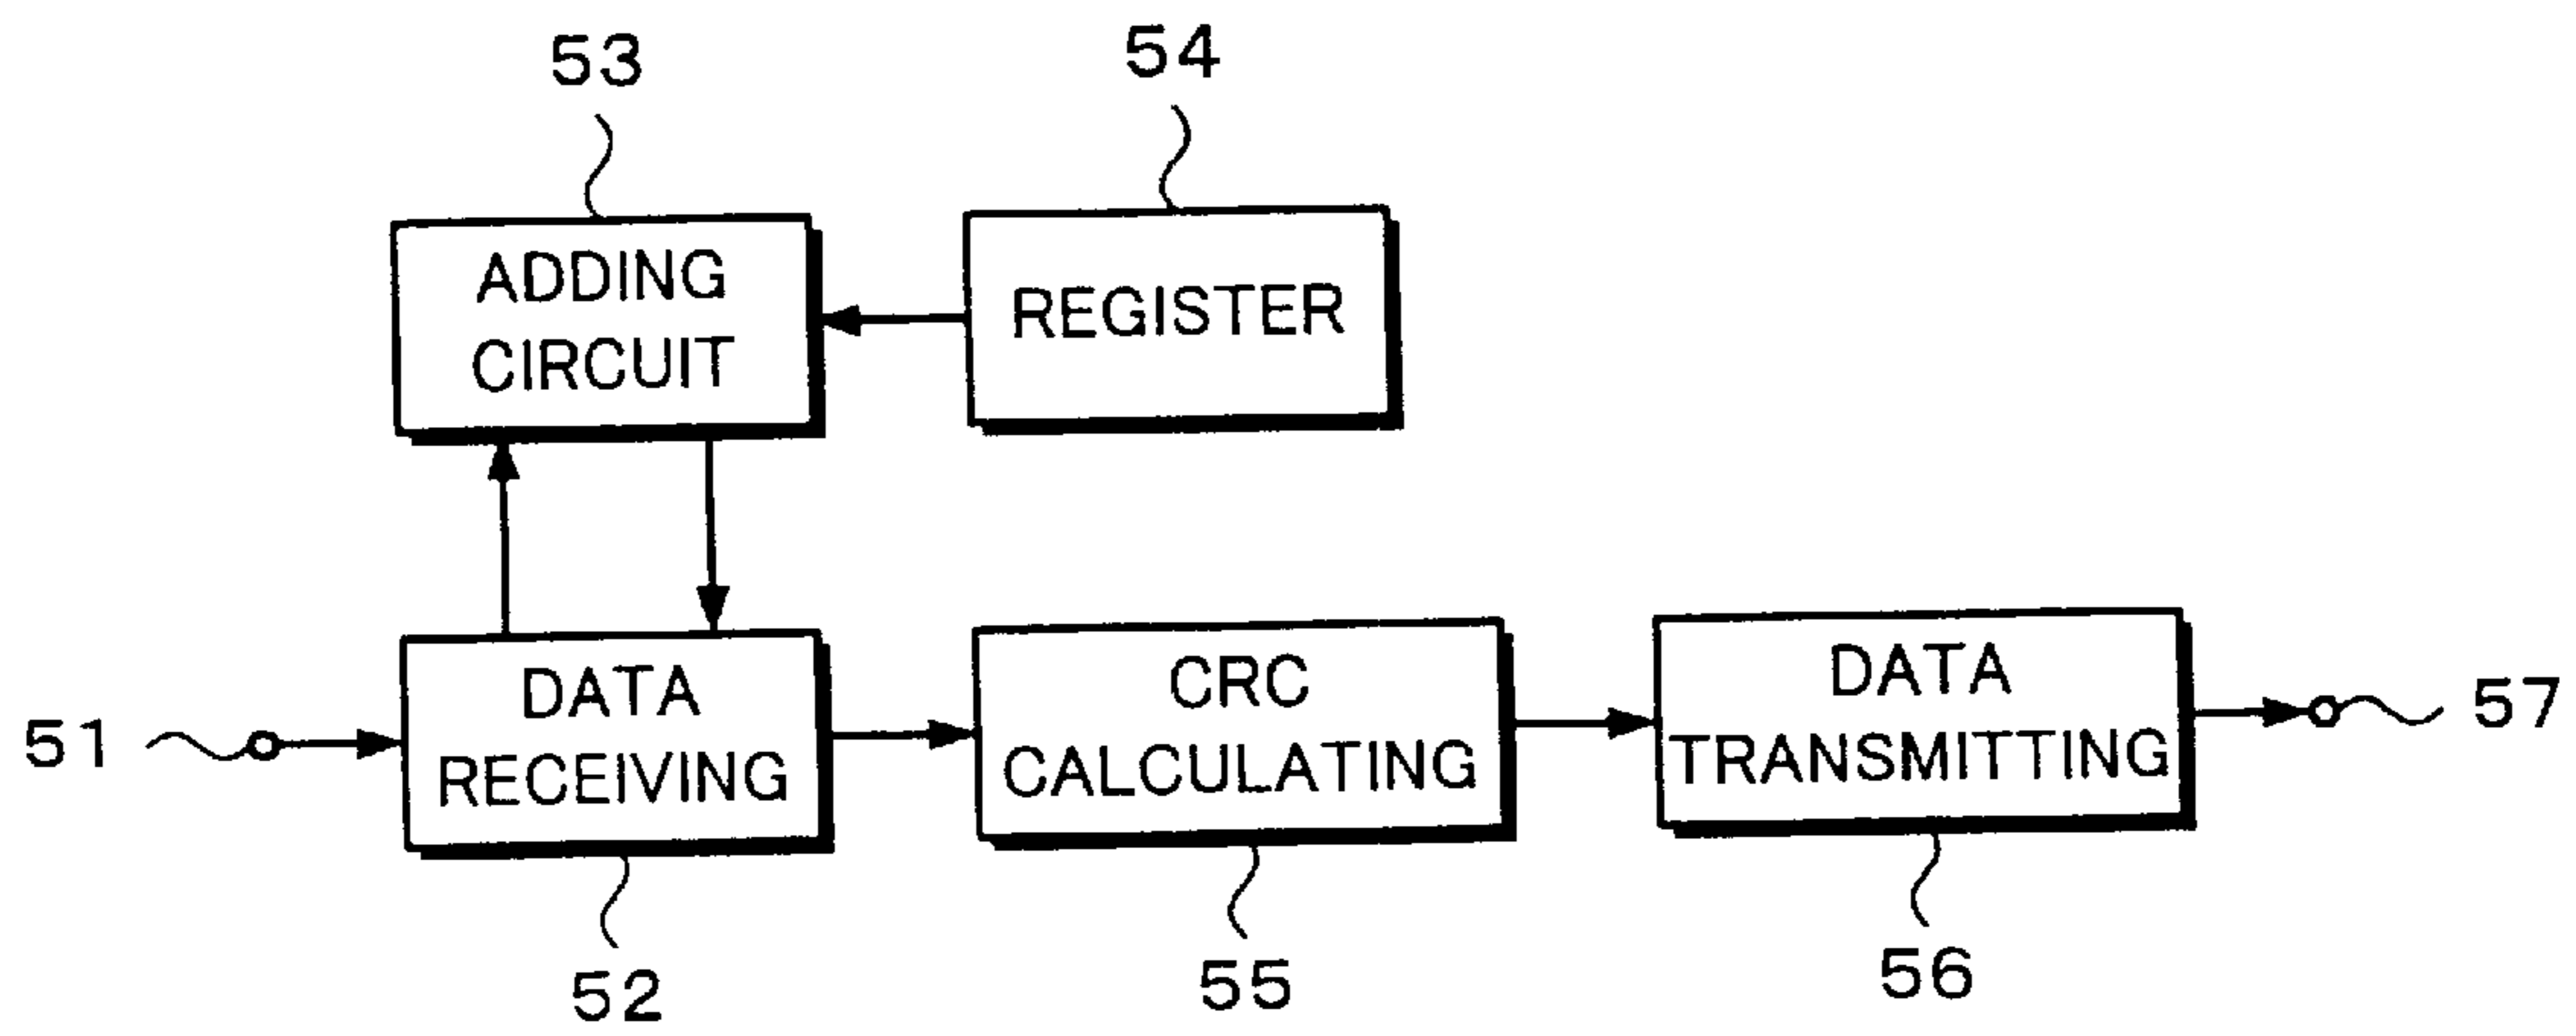 53
54
ADDING
CIRCUIT
REGISTER
51
DATA
RECEIVING
CRC
CALCULATING
DATA
TRANSMITTING
57
52
55
56